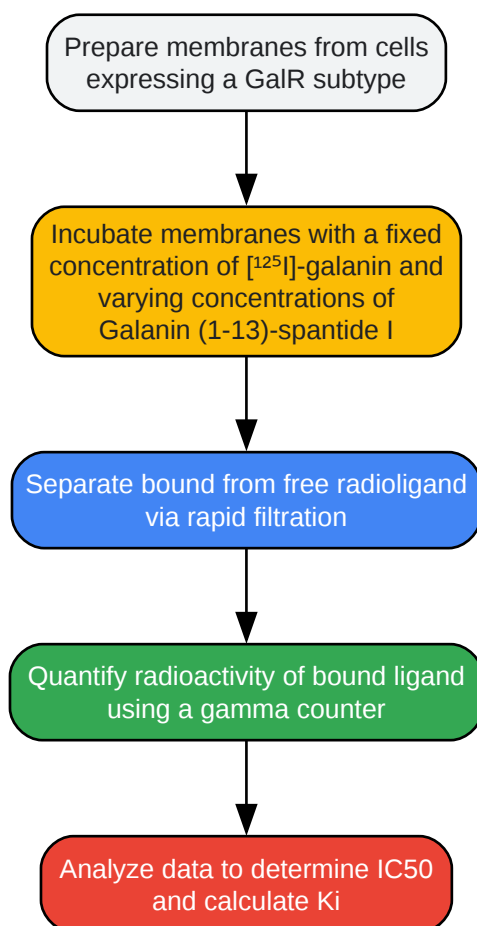 Prepare membranes from cells
expressing a GalR subtype
Incubate membranes with a fixed
concentration of [¹²⁵I]-galanin and
varying concentrations of
Galanin (1-13)-spantide I
Separate bound from free radioligand
via rapid filtration
Quantify radioactivity of bound ligand
using a gamma counter
Analyze data to determine IC50
and calculate Ki